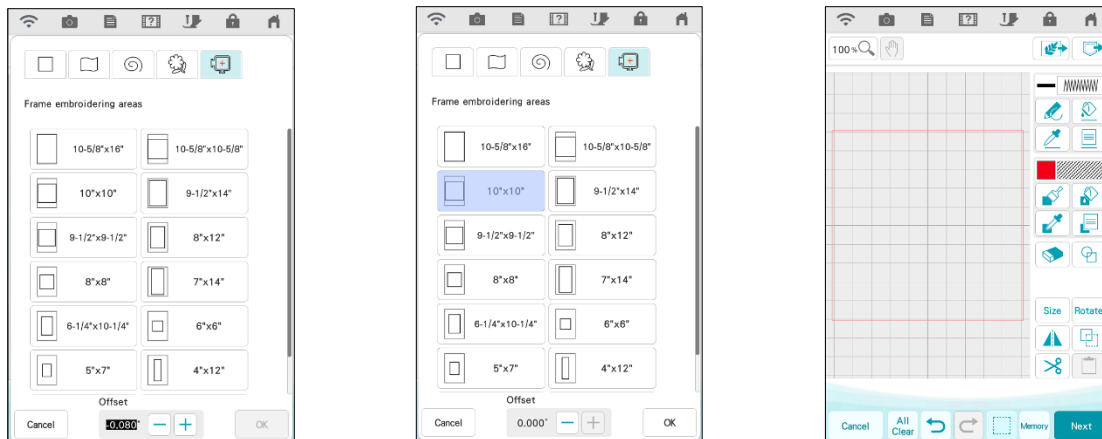 Frame embroidering areas
10-5/8"x16" 10-5/8"x10-5/8"
10"x10" 9-1/2"x14"
9-1/2"x9-1/2" 8"x12"
8"x8" 7"x14"
6-1/4"x10-1/4" 6"x6"
5"x7" 4"x12"
Offset
Cancel -0.080" − + OK
Frame embroidering areas
10-5/8"x16" 10-5/8"x10-5/8"
10"x10" 9-1/2"x14"
9-1/2"x9-1/2" 8"x12"
8"x8" 7"x14"
6-1/4"x10-1/4" 6"x6"
5"x7" 4"x12"
Offset
Cancel 0.000" − + OK
100%
Size Rotate
Cancel All Clear Memory Next